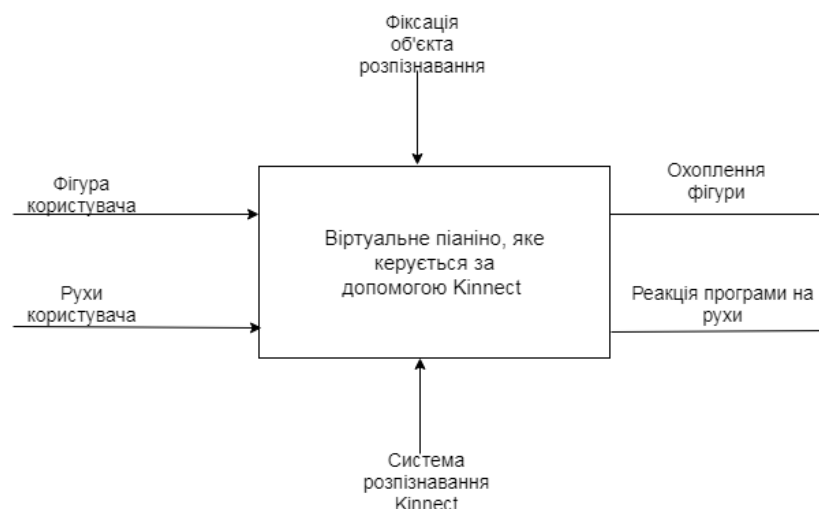 Фіксація
об'єкта
розпізнавання
Фігура
користувача
Охоплення
фігури
Віртуальне піаніно, яке
керується за
допомогою Kinnect
Рухи
користувача
Реакція програми на
рухи
Система
розпізнавання
Kinnect